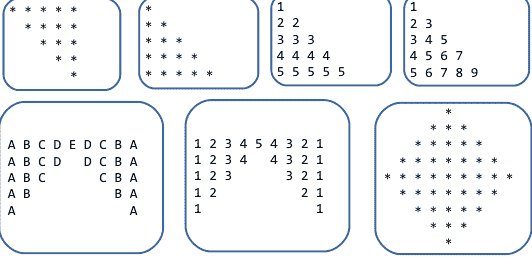 * * * * *
* * * *
* * *
* *
*
*
* *
* * *
* * * *
* * * * *
1
2 2
3 3 3
4 4 4 4
5 5 5 5 5
1
2 3
3 4 5
4 5 6 7
5 6 7 8 9
A B C D E D C B A
A B C D D C B A
A B C C B A
A B B A
A A
1 2 3 4 5 4 3 2 1
1 2 3 4 4 3 2 1
1 2 3 3 2 1
1 2 2 1
1 1
*
* * *
* * * * *
* * * * * * *
* * * * * * * * *
* * * * * * *
* * * * *
* * *
*